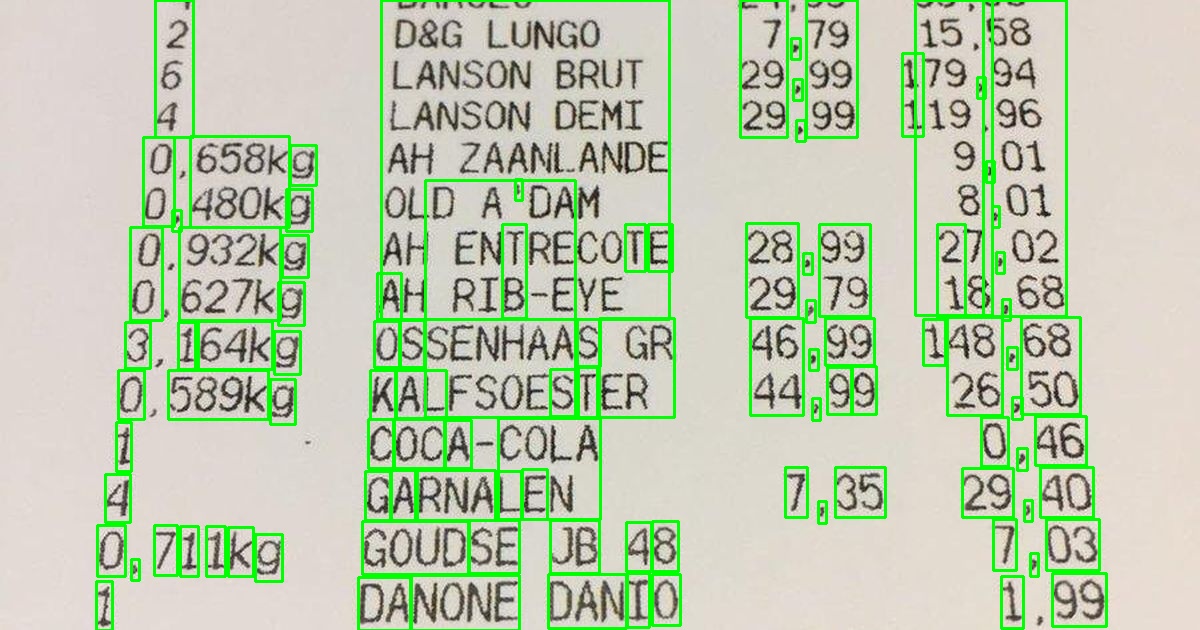 2 D&G LUNGO 7,79 15,58
6 LANSON BRUT 29,99 179,94
4 LANSON DEMI 29,99 119,96
0,658kg AH ZAANLANDE 9,01
0,480kg OLD A'DAM 8,01
0,932kg AH ENTRECOTE 28,99 27,02
0,627kg AH RIB-EYE 29,79 18,68
3,164kg OSSENHAAS GR 46,99 148,68
0,589kg KALFSOESTER 44,99 26,50
1 COCA-COLA 0,46
4 GARNALEN 7,35 29,40
0,711kg GOUDSE JB 48 7,03
1 DANONE DANIO 1,99